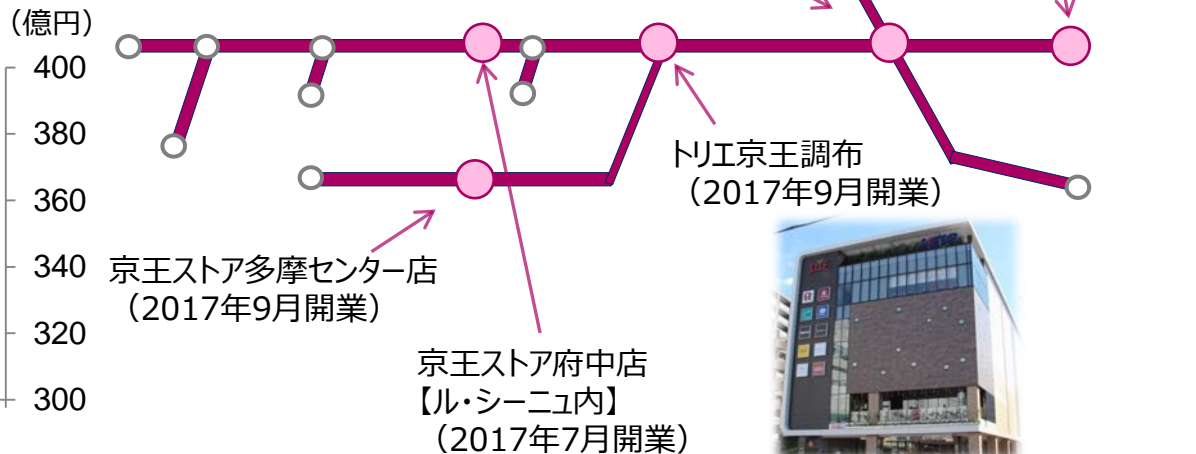 (億円)
400
380
360
340
320
300
トリエ京王調布
(2017年9月開業)
京王ストア多摩センター店
(2017年9月開業)
京王ストア府中店
【ル・シーニュ内】
(2017年7月開業)